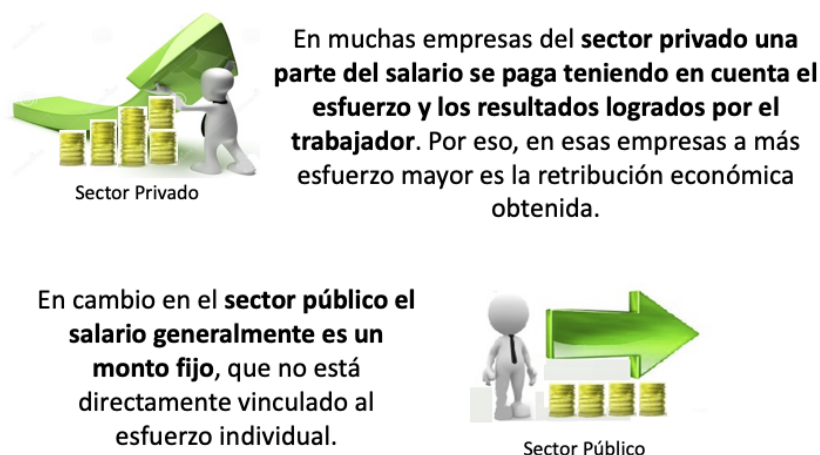 En muchas empresas del sector privado una
parte del salario se paga teniendo en cuenta el
esfuerzo y los resultados logrados por el
trabajador. Por eso, en esas empresas a más
esfuerzo mayor es la retribución económica
obtenida.
Sector Privado
En cambio en el sector público el
salario generalmente es un
monto fijo, que no está
directamente vinculado al
esfuerzo individual.
Sector Público